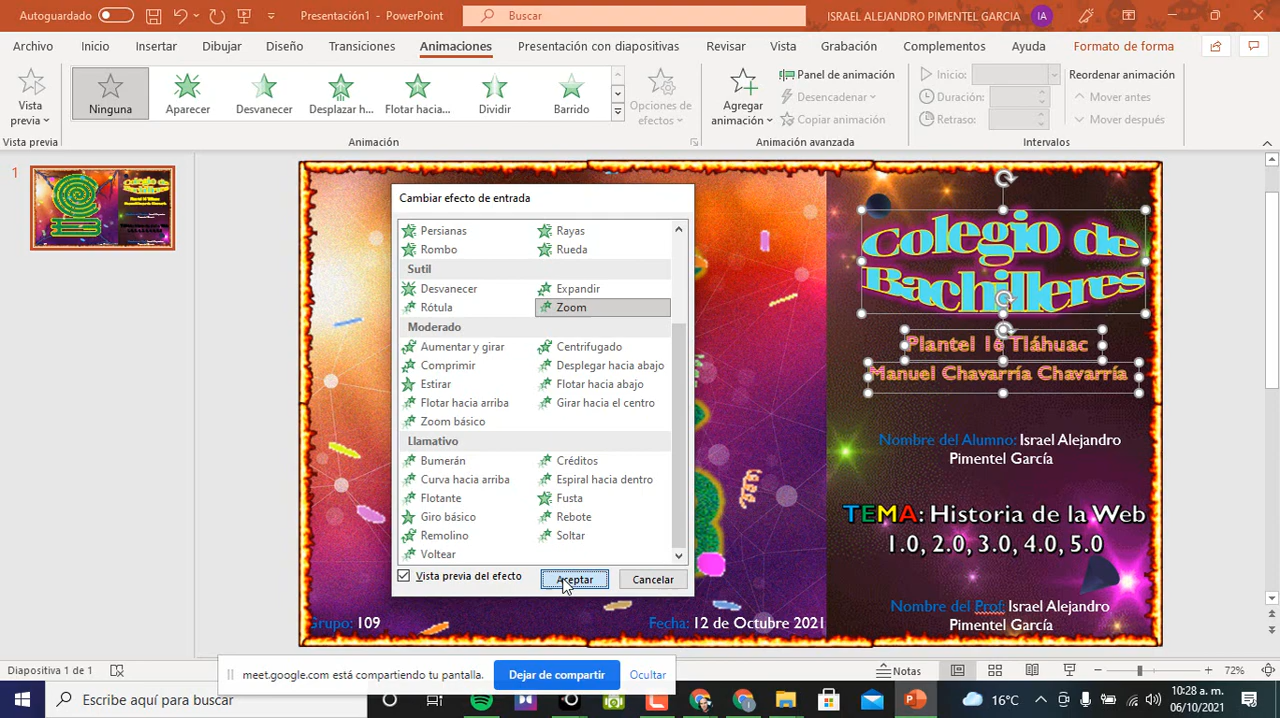 Autoguardado
Presentación1 - PowerPoint
Buscar
ISRAEL ALEJANDRO PIMENTEL GARCIA
IA
Archivo
Inicio
Insertar
Dibujar
Diseño
Transiciones
Animaciones
Presentación con diapositivas
Revisar
Vista
Grabación
Complementos
Ayuda
Formato de forma
Vista
previa
Ninguna
Aparecer
Desvanecer
Desplazar h...
Flotar hacia...
Dividir
Barrido
Opciones de
efectos
Agregar
animación
Panel de animación
Desencadenar
Copiar animación
Inicio:
Duración:
Retraso:
Reordenar animación
Mover antes
Mover después
Vista previa
Animación
Animación avanzada
Intervalos
1
Cambiar efecto de entrada
Persianas
Rayas
Rombo
Rueda
Sutil
Desvanecer
Expandir
Rótula
Zoom
Moderado
Aumentar y girar
Centrifugado
Comprimir
Desplegar hacia abajo
Estirar
Flotar hacia abajo
Flotar hacia arriba
Girar hacia el centro
Zoom básico
Llamativo
Bumerán
Créditos
Curva hacia arriba
Espiral hacia dentro
Flotante
Fusta
Giro básico
Rebote
Remolino
Soltar
Voltear
Vista previa del efecto
Aceptar
Cancelar
Colegio de
Bachilleres
Plantel 16 Tláhuac
Manuel Chavarría Chavarría
Nombre del Alumno: Israel Alejandro
Pimentel García
TEMA: Historia de la Web
1.0, 2.0, 3.0, 4.0, 5.0
Nombre del Prof: Israel Alejandro
Pimentel García
Grupo: 109
Fecha: 12 de Octubre 2021
Diapositiva 1 de 1
Notas
72%
meet.google.com está compartiendo tu pantalla.
Dejar de compartir
Ocultar
Escribe aquí para buscar
16°C
10:28 a. m.
06/10/2021